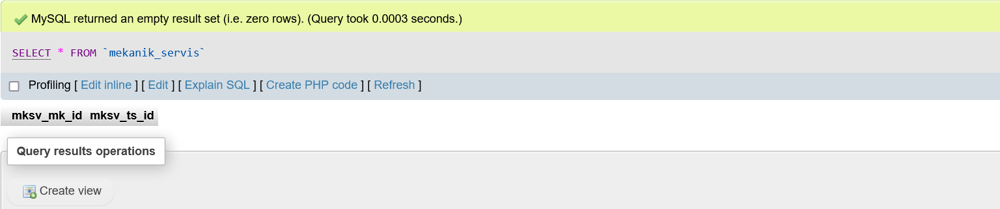 MySQL returned an empty result set (i.e. zero rows). (Query took 0.0003 seconds.)
SELECT * FROM `mekanik_servis`
Profiling [ Edit inline ] [ Edit ] [ Explain SQL ] [ Create PHP code ] [ Refresh ]
mksv_mk_id mksv_ts_id
Query results operations
Create view